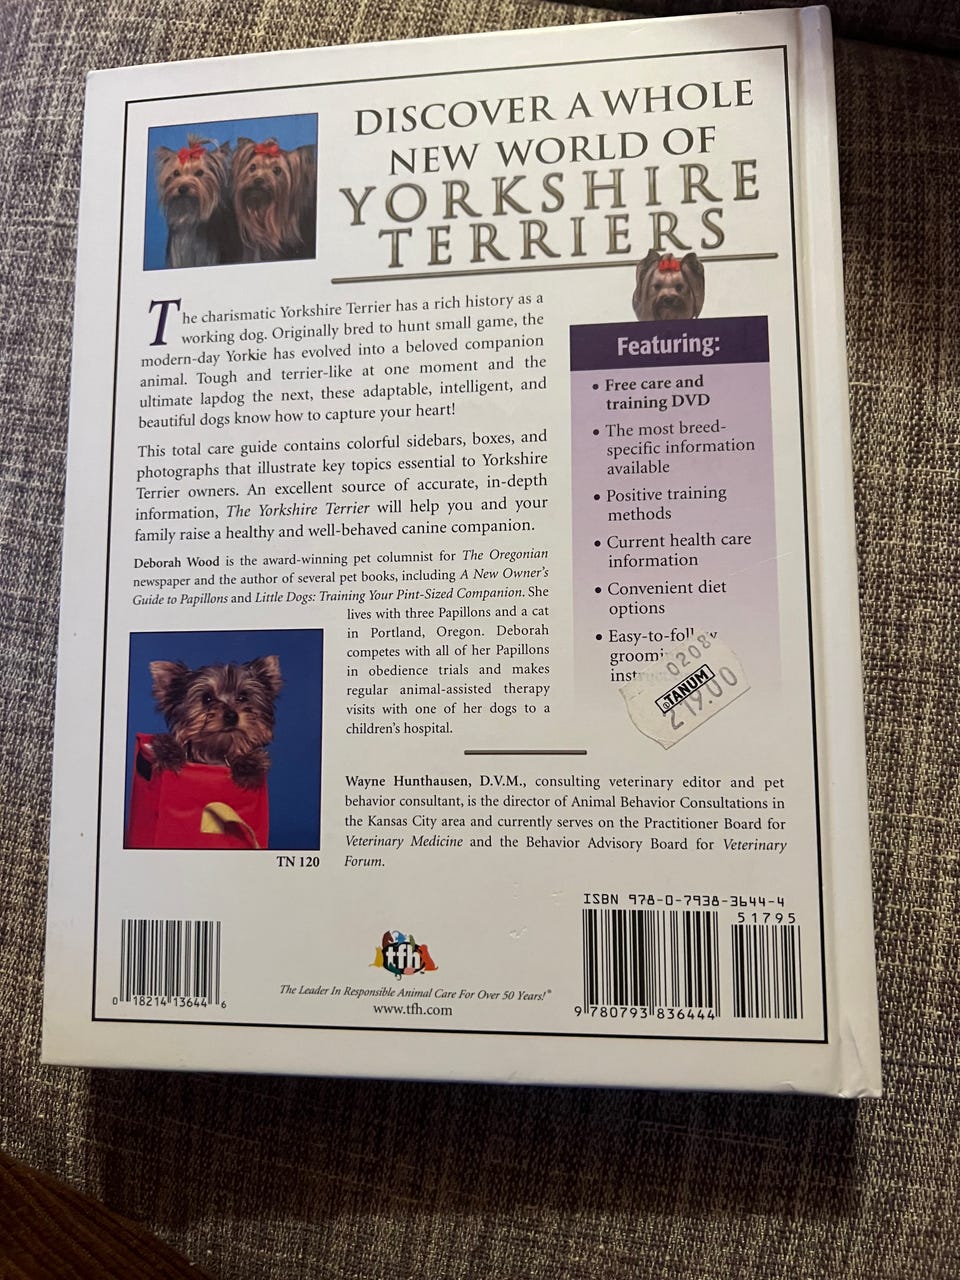 DISCOVER A WHOLE
NEW WORLD OF
YORKSHIRE
TERRIERS
The charismatic Yorkshire Terrier has a rich history as a
working dog. Originally bred to hunt small game, the
modern-day Yorkie has evolved into a beloved companion
animal. Tough and terrier-like at one moment and the
ultimate lapdog the next, these adaptable, intelligent, and
beautiful dogs know how to capture your heart!
This total care guide contains colorful sidebars, boxes, and
photographs that illustrate key topics essential to Yorkshire
Terrier owners. An excellent source of accurate, in-depth
information, The Yorkshire Terrier will help you and your
family raise a healthy and well-behaved canine companion.
Deborah Wood is the award-winning pet columnist for The Oregonian
newspaper and the author of several pet books, including A New Owner's
Guide to Papillons and Little Dogs: Training Your Pint-Sized Companion. She
lives with three Papillons and a cat
in Portland, Oregon. Deborah
competes with all of her Papillons
in obedience trials and makes
regular animal-assisted therapy
visits with one of her dogs to a
children's hospital.
Featuring:
• Free care and
training DVD
• The most breed-
specific information
available
• Positive training
methods
• Current health care
information
• Convenient diet
options
• Easy-to-follow
0208
TANUM
219.00
Wayne Hunthausen, D.V.M., consulting veterinary editor and pet
behavior consultant, is the director of Animal Behavior Consultations in
the Kansas City area and currently serves on the Practitioner Board for
Veterinary Medicine and the Behavior Advisory Board for Veterinary
Forum.
TN 120
0 18214 13644 6
tfh
The Leader In Responsible Animal Care For Over 50 Years!®
www.tfh.com
ISBN 978-0-7938-3644-4
51795
9 780793 836444